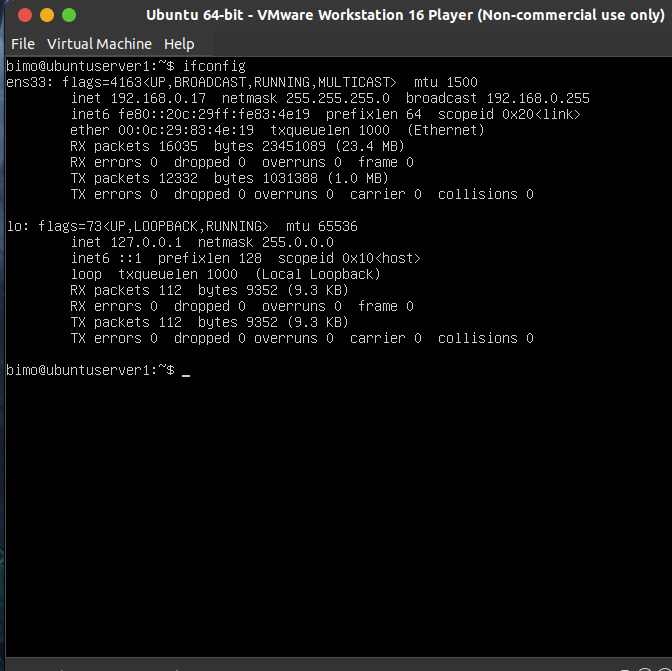 Ubuntu 64-bit - VMware Workstation 16 Player (Non-commercial use only)
File Virtual Machine Help
bimo@ubuntuserver1:~$ ifconfig
ens33: flags=4163<UP,BROADCAST,RUNNING,MULTICAST>  mtu 1500
        inet 192.168.0.17  netmask 255.255.255.0  broadcast 192.168.0.255
        inet6 fe80::20c:29ff:fe83:4e19  prefixlen 64  scopeid 0x20<link>
        ether 00:0c:29:83:4e:19  txqueuelen 1000  (Ethernet)
        RX packets 16035  bytes 23451089 (23.4 MB)
        RX errors 0  dropped 0  overruns 0  frame 0
        TX packets 12332  bytes 1031388 (1.0 MB)
        TX errors 0  dropped 0 overruns 0  carrier 0  collisions 0

lo: flags=73<UP,LOOPBACK,RUNNING>  mtu 65536
        inet 127.0.0.1  netmask 255.0.0.0
        inet6 ::1  prefixlen 128  scopeid 0x10<host>
        loop  txqueuelen 1000  (Local Loopback)
        RX packets 112  bytes 9352 (9.3 KB)
        RX errors 0  dropped 0  overruns 0  frame 0
        TX packets 112  bytes 9352 (9.3 KB)
        TX errors 0  dropped 0 overruns 0  carrier 0  collisions 0

bimo@ubuntuserver1:~$ _